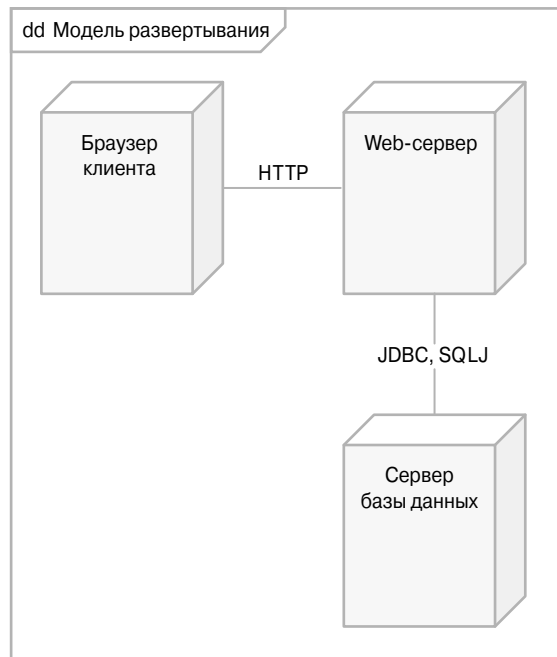 dd Модель развертывания
Браузер
клиента
HTTP
Web-сервер
JDBC, SQLJ
Сервер
базы данных